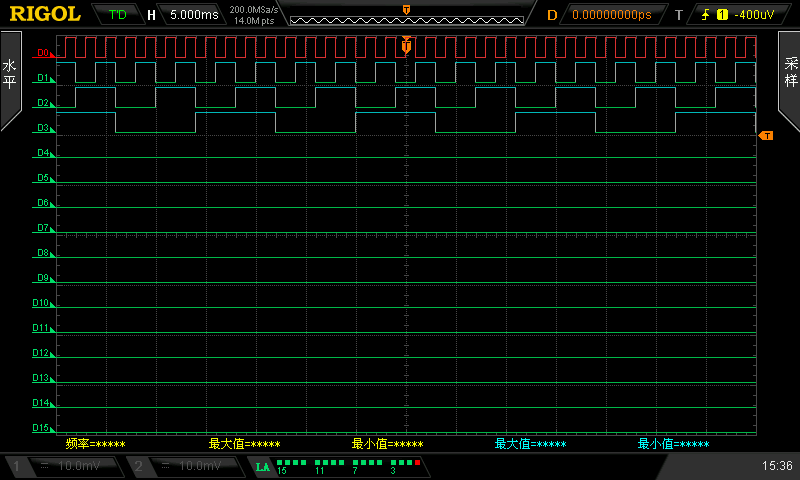 RIGOL T'D H 5.000ms 200.0MSa/s 14.0M pts D 0.00000000ps T 1 -400uV
T
水平
采样
T
D0
D1
D2
D3
T
D4
D5
D6
D7
D8
D9
D10
D11
D12
D13
D14
D15
频率=***** 最大值=***** 最小值=***** 最大值=***** 最小值=*****
1 = 10.0mV 2 = 10.0mV LA 15 11 7 3 15:36